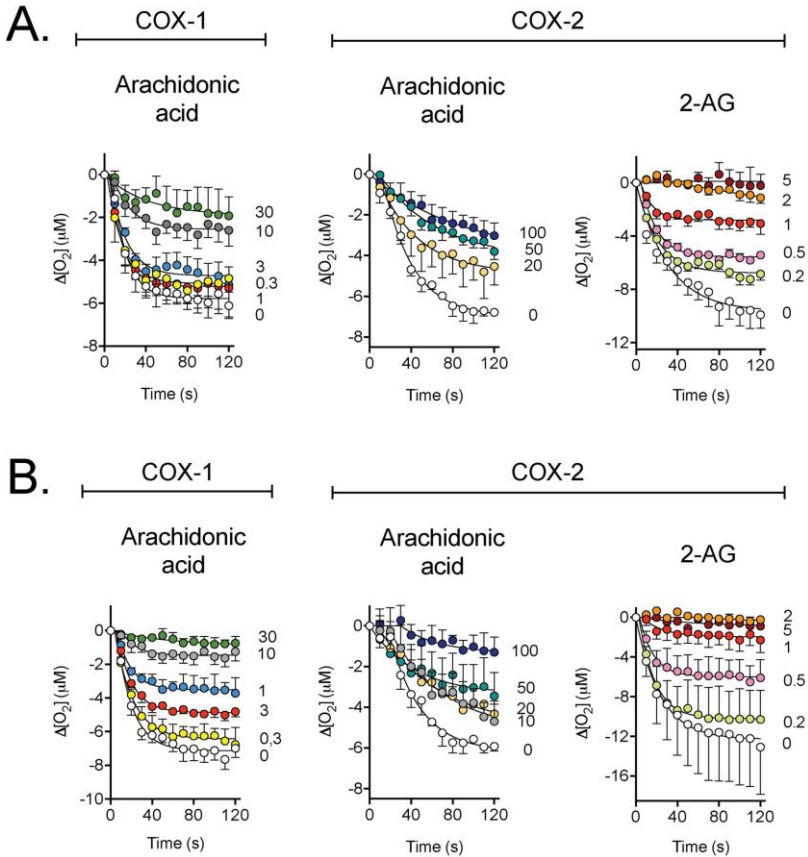 A.
COX-1
COX-2
Arachidonic
acid
Arachidonic
acid
2-AG
Δ[O₂] (μM)
0
-2
-4
-6
-8
0 40 80 120
Time (s)
30
10
3
0.3
1
0
Δ[O₂] (μM)
0
-2
-4
-6
-8
0 40 80 120
Time (s)
100
50
20
0
Δ[O₂] (μM)
0
-4
-8
-12
0 40 80 120
Time (s)
5
2
1
0.5
0.2
0
B.
COX-1
COX-2
Arachidonic
acid
Arachidonic
acid
2-AG
Δ[O₂] (μM)
0
-2
-4
-6
-8
-10
0 40 80 120
Time (s)
30
10
1
3
0,3
0
Δ[O₂] (μM)
0
-2
-4
-6
-8
0 40 80 120
Time (s)
100
50
20
10
0
Δ[O₂] (μM)
0
-4
-8
-12
-16
0 40 80 120
Time (s)
2
5
1
0.5
0.2
0